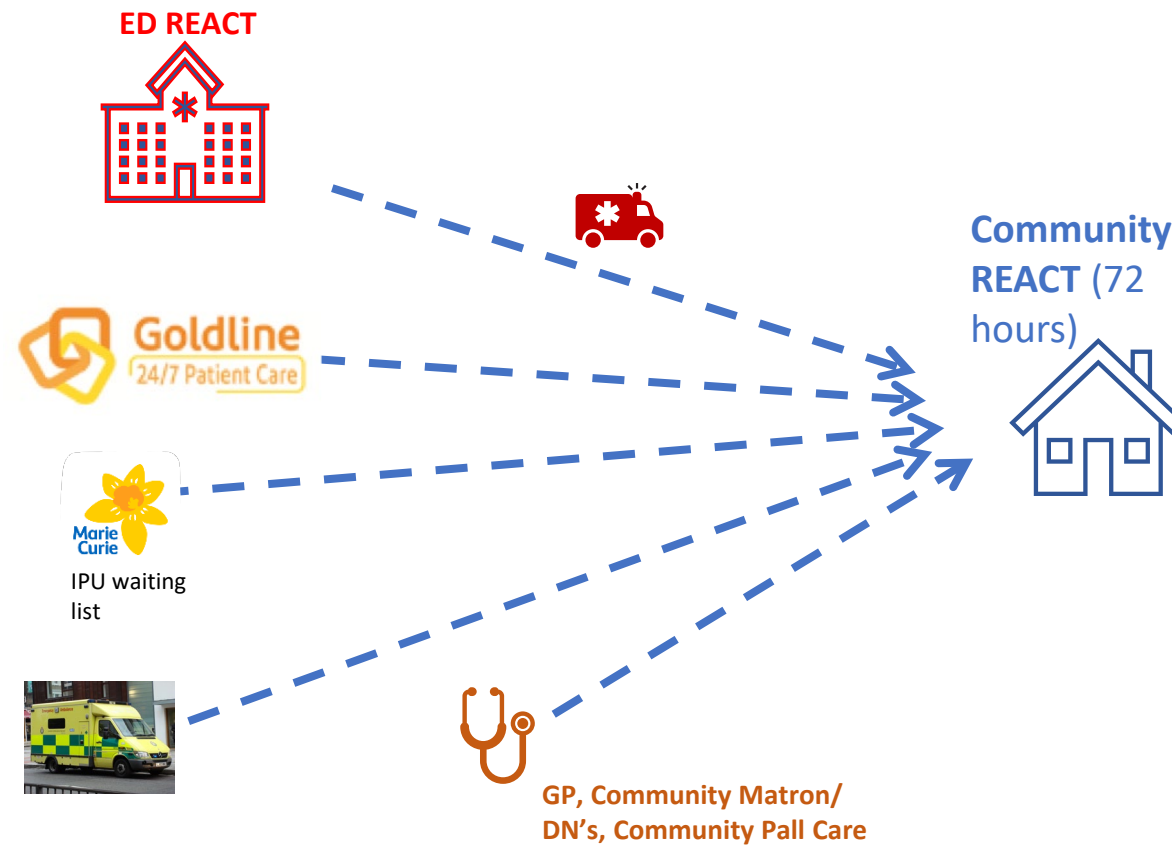 ED REACT
Community
REACT (72
hours)
Goldline
24/7 Patient Care
Marie
Curie
IPU waiting
list
GP, Community Matron/
DN's, Community Pall Care